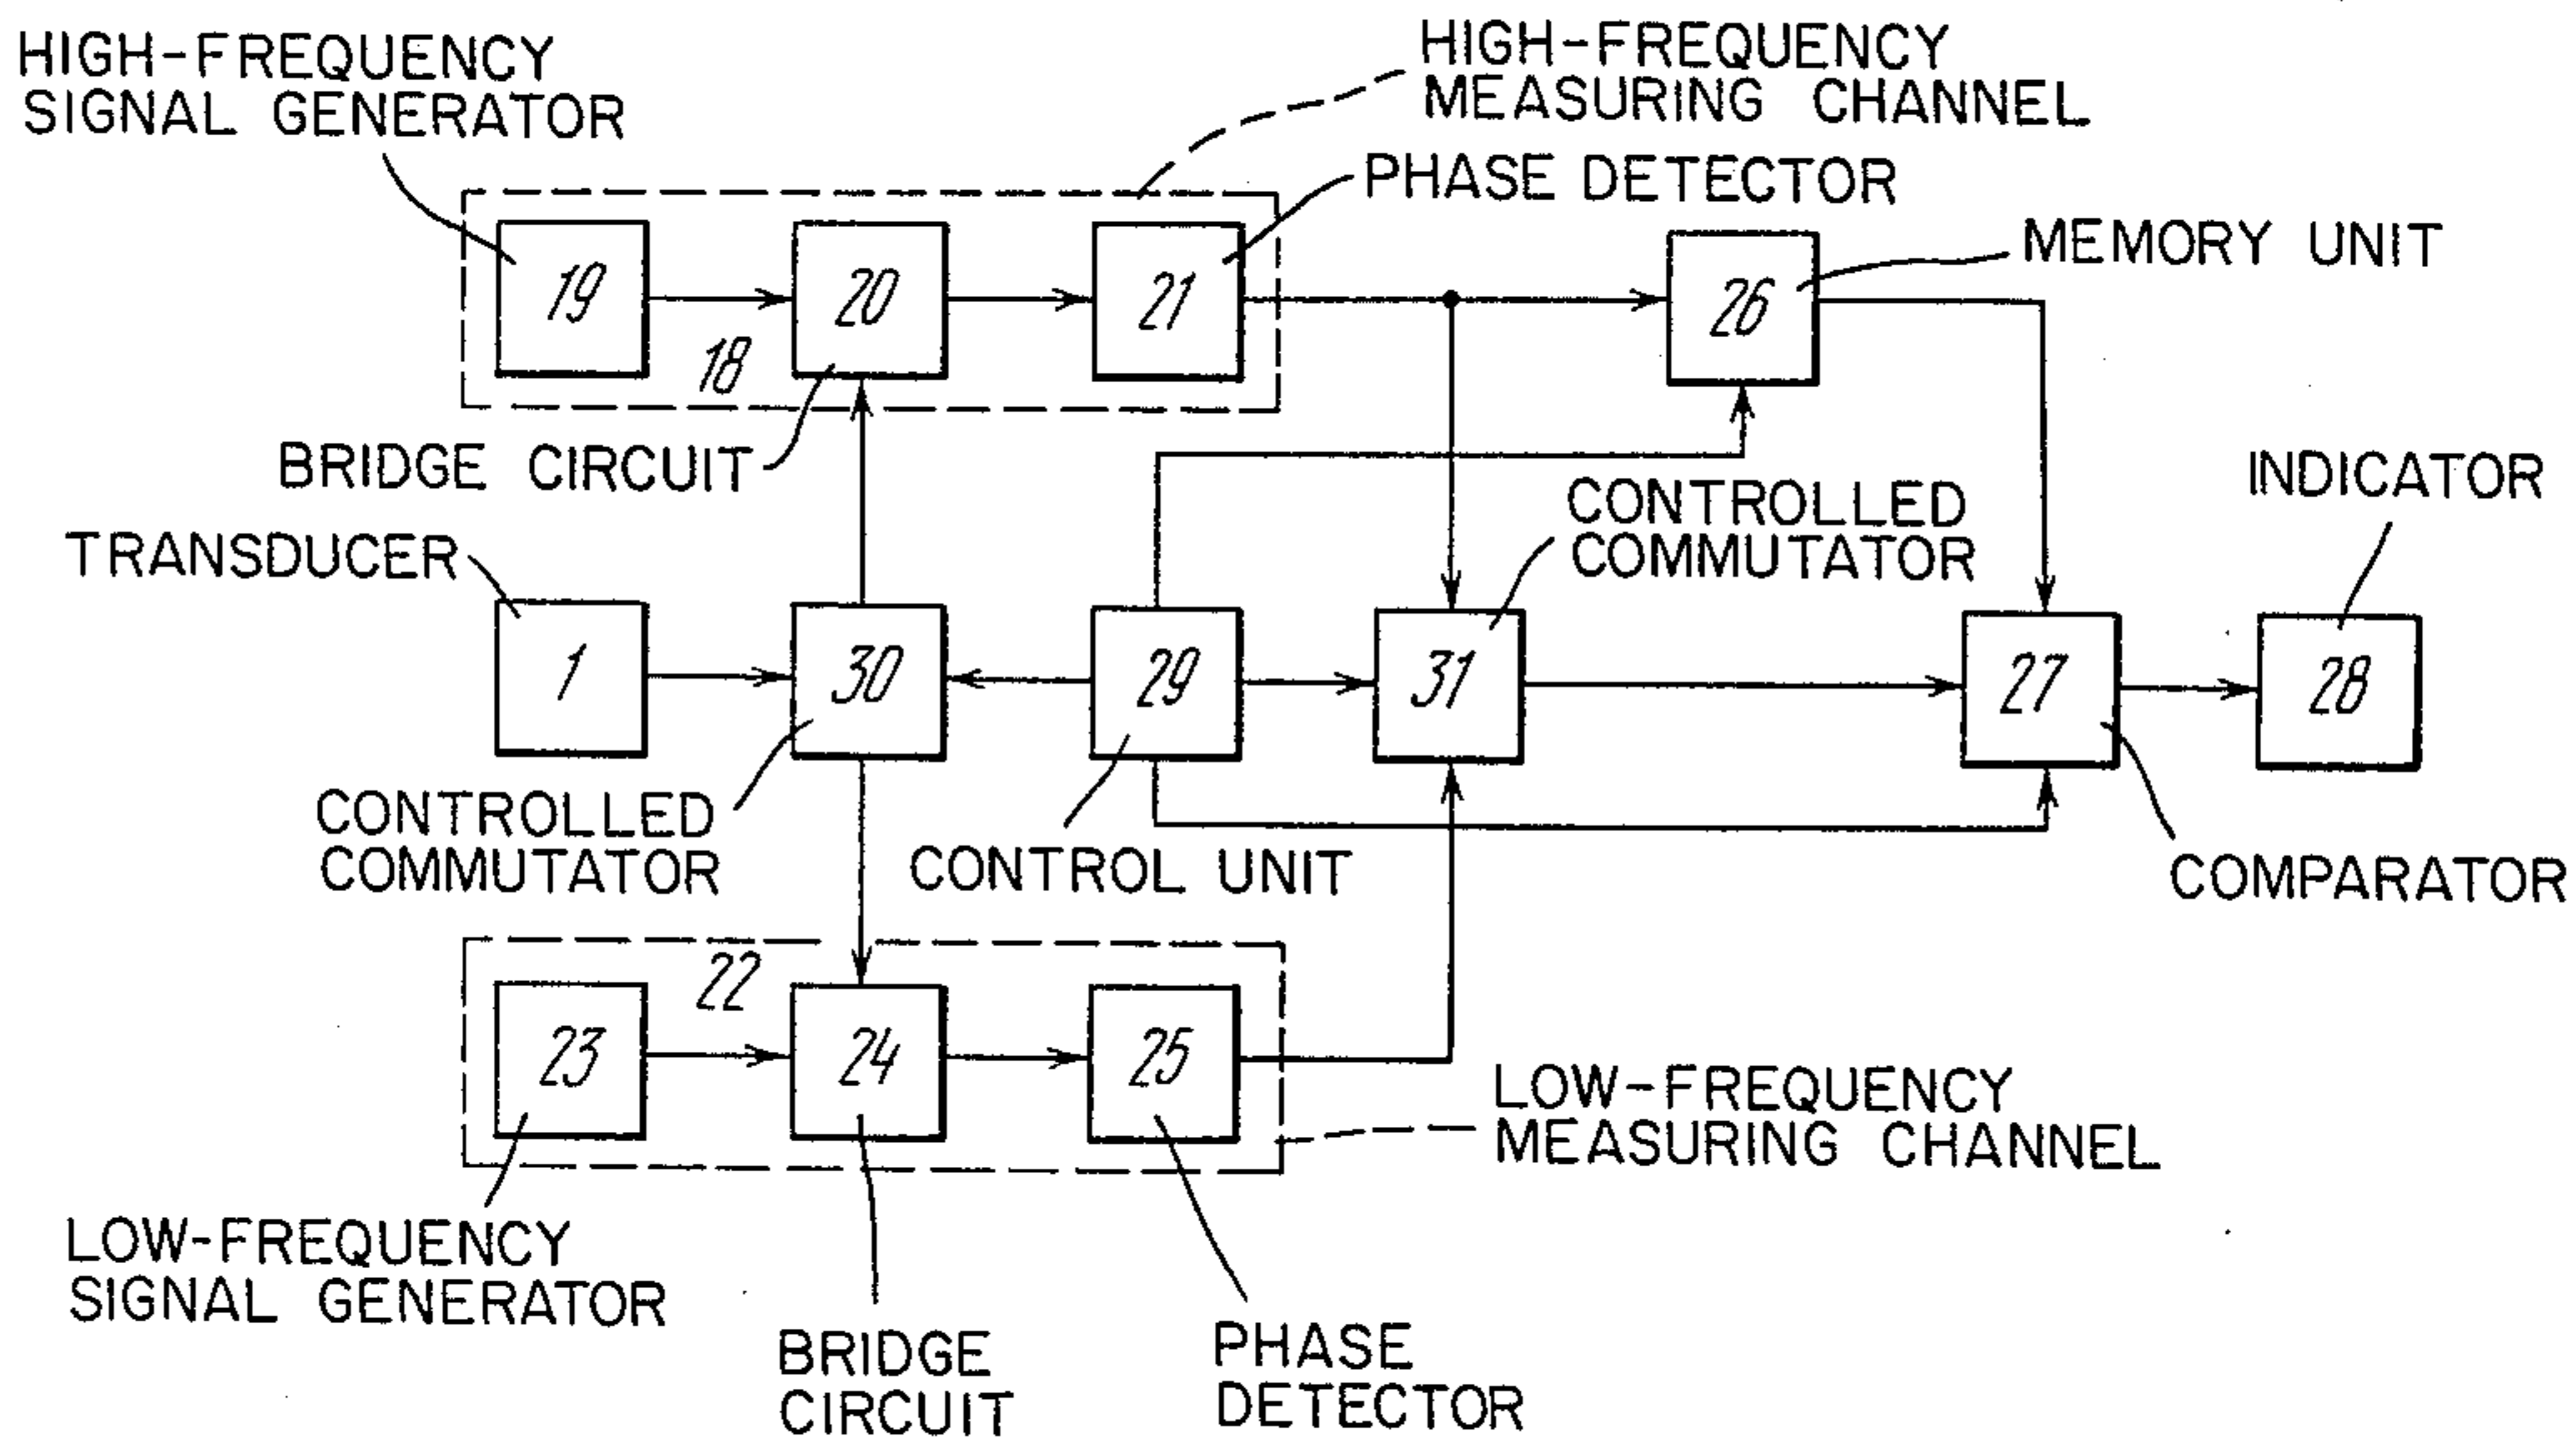 HIGH-FREQUENCY
SIGNAL GENERATOR
HIGH-FREQUENCY
MEASURING CHANNEL
PHASE DETECTOR
MEMORY UNIT
19
20
21
26
18
BRIDGE CIRCUIT
INDICATOR
CONTROLLED
COMMUTATOR
TRANSDUCER
1
30
29
31
27
28
CONTROLLED
COMMUTATOR
CONTROL UNIT
COMPARATOR
22
23
24
25
LOW-FREQUENCY
MEASURING CHANNEL
LOW-FREQUENCY
SIGNAL GENERATOR
BRIDGE
CIRCUIT
PHASE
DETECTOR